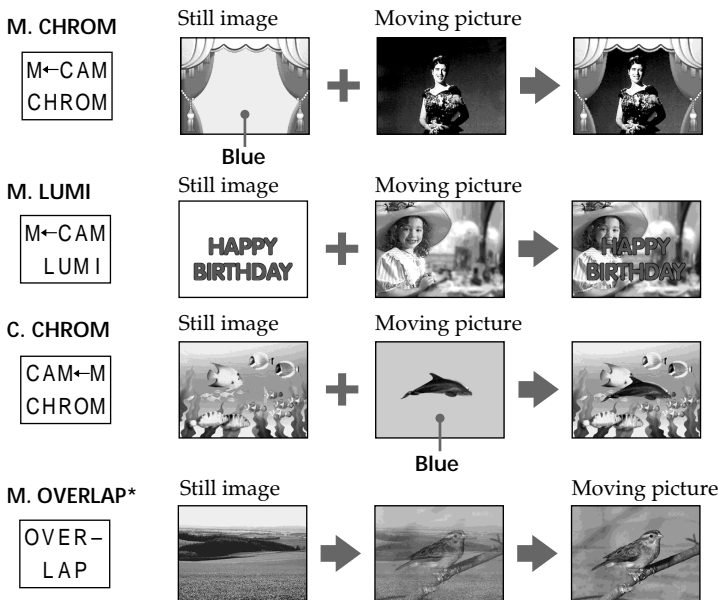 M. CHROM
M←CAM
CHROM
Still image
Moving picture
Blue
M. LUMI
M←CAM
LUMI
Still image
Moving picture
HAPPY
BIRTHDAY
HAPPY
BIRTHDAY
C. CHROM
CAM←M
CHROM
Still image
Moving picture
Blue
M. OVERLAP*
OVER–
LAP
Still image
Moving picture